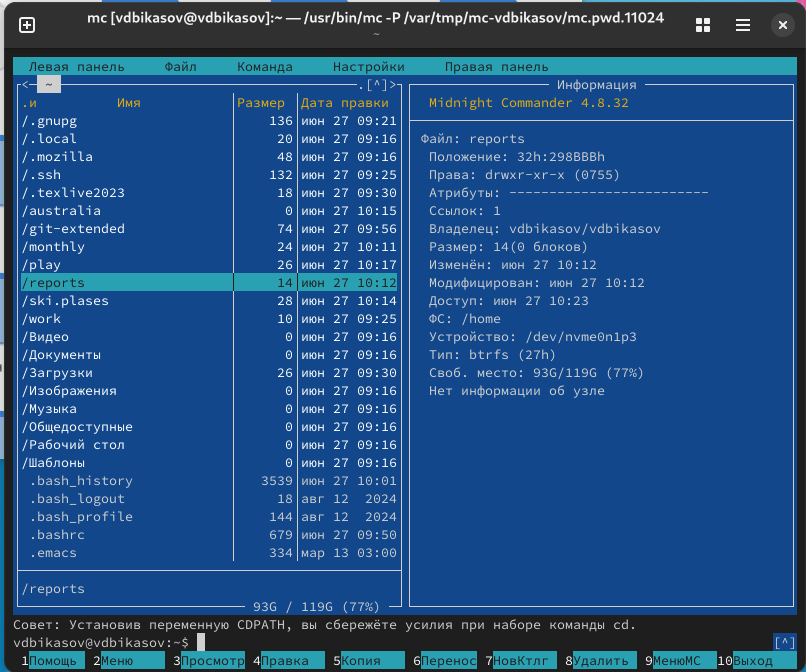 mc [vdbikasov@vdbikasov]:~ — /usr/bin/mc -P /var/tmp/mc-vdbikasov/mc.pwd.11024
~
Левая панель Файл Команда Настройки Правая панель
<─ ~ ─.[^]>
.и Имя Размер Дата правки
/.gnupg 136 июн 27 09:21
/.local 20 июн 27 09:16
/.mozilla 48 июн 27 09:16
/.ssh 132 июн 27 09:25
/.texlive2023 18 июн 27 09:30
/australia 0 июн 27 10:15
/git-extended 74 июн 27 09:56
/monthly 24 июн 27 10:11
/play 26 июн 27 10:17
/reports 14 июн 27 10:12
/ski.plases 28 июн 27 10:14
/work 10 июн 27 09:25
/Видео 0 июн 27 09:16
/Документы 0 июн 27 09:16
/Загрузки 26 июн 27 09:30
/Изображения 0 июн 27 09:16
/Музыка 0 июн 27 09:16
/Общедоступные 0 июн 27 09:16
/Рабочий стол 0 июн 27 09:16
/Шаблоны 0 июн 27 09:16
.bash_history 3539 июн 27 10:01
.bash_logout 18 авг 12 2024
.bash_profile 144 авг 12 2024
.bashrc 679 июн 27 09:50
.emacs 334 мар 13 03:00
/reports
93G / 119G (77%)
Информация
Midnight Commander 4.8.32
Файл: reports
Положение: 32h:298BBBh
Права: drwxr-xr-x (0755)
Атрибуты: -------------------------
Ссылок: 1
Владелец: vdbikasov/vdbikasov
Размер: 14(0 блоков)
Изменён: июн 27 10:12
Модифицирован: июн 27 10:12
Доступ: июн 27 10:23
ФС: /home
Устройство: /dev/nvme0n1p3
Тип: btrfs (27h)
Своб. место: 93G/119G (77%)
Нет информации об узле
Совет: Установив переменную CDPATH, вы сбережёте усилия при наборе команды cd.
vdbikasov@vdbikasov:~$ [^]
1Помощь 2Меню 3Просмотр 4Правка 5Копия 6Перенос 7НовКтлг 8Удалить 9МенюMC 10Выход